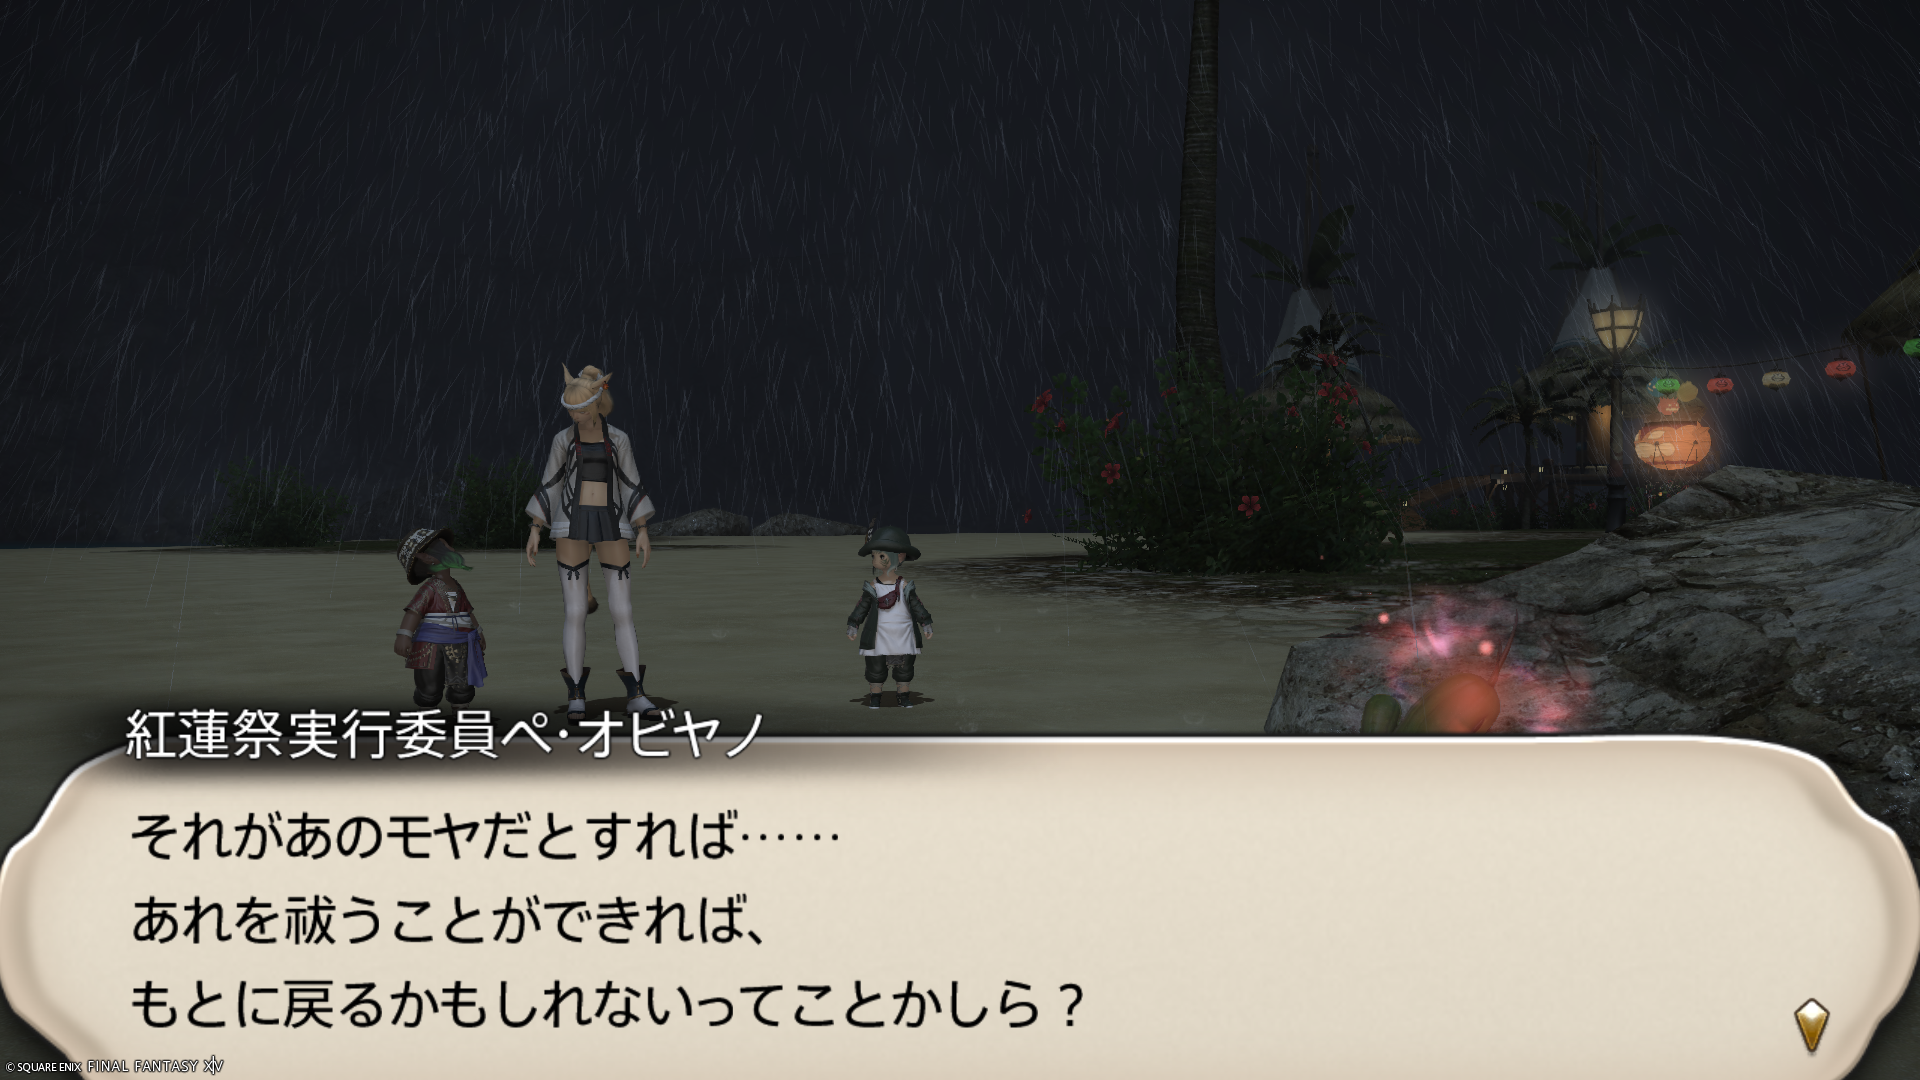 紅蓮祭実行委員ペ・オビヤノ
それがあのモヤだとすれば……
あれを祓うことができれば、
もとに戻るかもしれないってことかしら？
© SQUARE ENIX FINAL FANTASY XIV